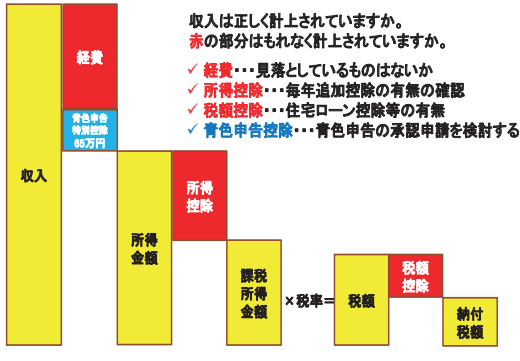 収入は正しく計上されていますか。
赤の部分はもれなく計上されていますか。
✓ 経費・・・見落としているものはないか
✓ 所得控除・・・毎年追加控除の有無の確認
✓ 税額控除・・・住宅ローン控除等の有無
✓ 青色申告控除・・・青色申告の承認申請を検討する
収入
経費
青色申告
特別控除
65万円
所得
金額
所得
控除
課税
所得
金額
×税率＝
税額
税額
控除
納付
税額